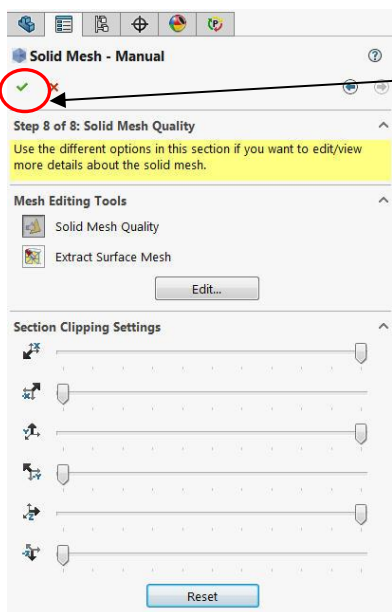 Solid Mesh - Manual
Step 8 of 8: Solid Mesh Quality
Use the different options in this section if you want to edit/view
more details about the solid mesh.
Mesh Editing Tools
Solid Mesh Quality
Extract Surface Mesh
Edit...
Section Clipping Settings
Reset